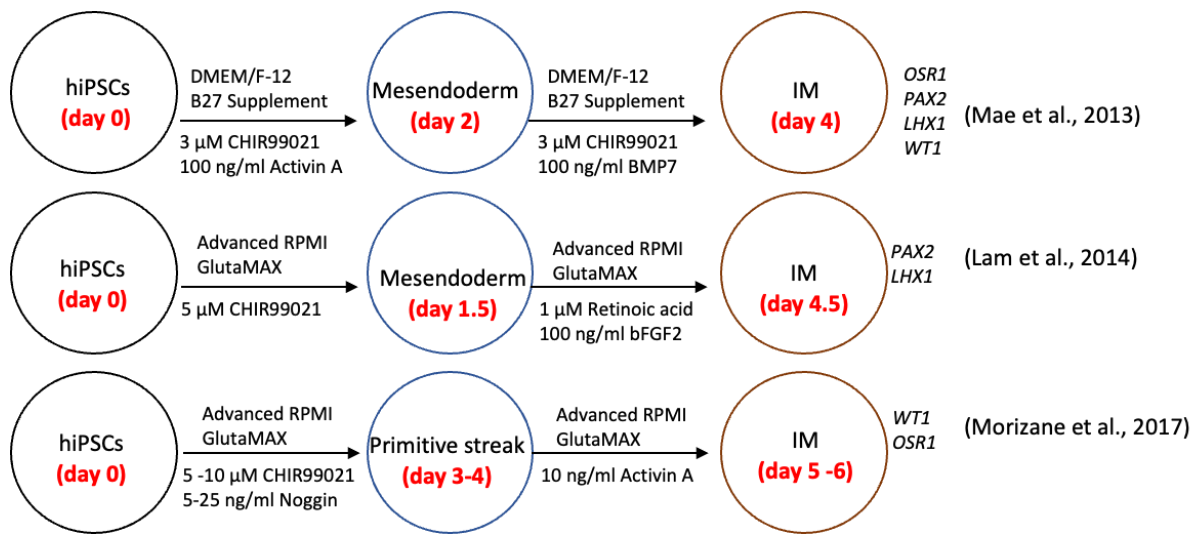 hiPSCs
(day 0)
DMEM/F-12
B27 Supplement
3 µM CHIR99021
100 ng/ml Activin A
Mesendoderm
(day 2)
DMEM/F-12
B27 Supplement
3 µM CHIR99021
100 ng/ml BMP7
IM
(day 4)
OSR1
PAX2
LHX1
WT1
(Mae et al., 2013)
hiPSCs
(day 0)
Advanced RPMI
GlutaMAX
5 µM CHIR99021
Mesendoderm
(day 1.5)
Advanced RPMI
GlutaMAX
1 µM Retinoic acid
100 ng/ml bFGF2
IM
(day 4.5)
PAX2
LHX1
(Lam et al., 2014)
hiPSCs
(day 0)
Advanced RPMI
GlutaMAX
5 -10 µM CHIR99021
5-25 ng/ml Noggin
Primitive streak
(day 3-4)
Advanced RPMI
GlutaMAX
10 ng/ml Activin A
IM
(day 5 -6)
WT1
OSR1
(Morizane et al., 2017)